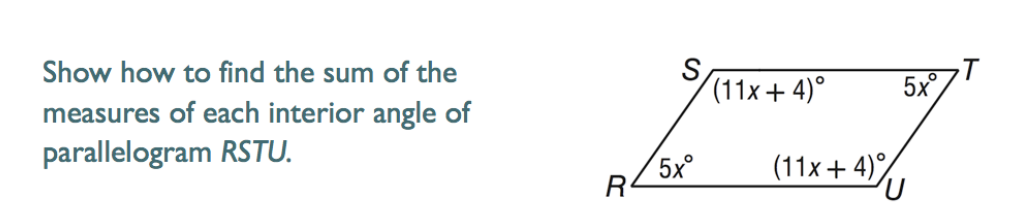 Show how to find the sum of the
measures of each interior angle of
parallelogram RSTU.
S
T
(11x + 4)°
5x°
5x°
(11x + 4)°
R
U